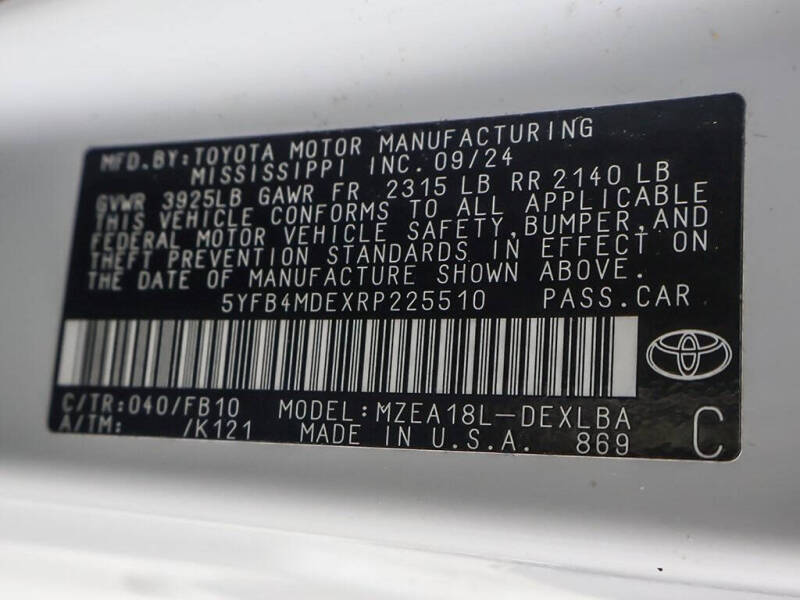 MFD. BY: TOYOTA MOTOR MANUFACTURING
MISSISSIPPI INC. 09/24
GVWR 3925LB GAWR FR 2315 LB RR 2140 LB
THIS VEHICLE CONFORMS TO ALL APPLICABLE
FEDERAL MOTOR VEHICLE SAFETY, BUMPER, AND
THEFT PREVENTION STANDARDS IN EFFECT ON
THE DATE OF MANUFACTURE SHOWN ABOVE.
5YFB4MDEXRP225510 PASS. CAR
C/TR: 040/FB10 MODEL: MZEA18L-DEXLBA
A/TM: /K121 MADE IN U.S.A. 869 C